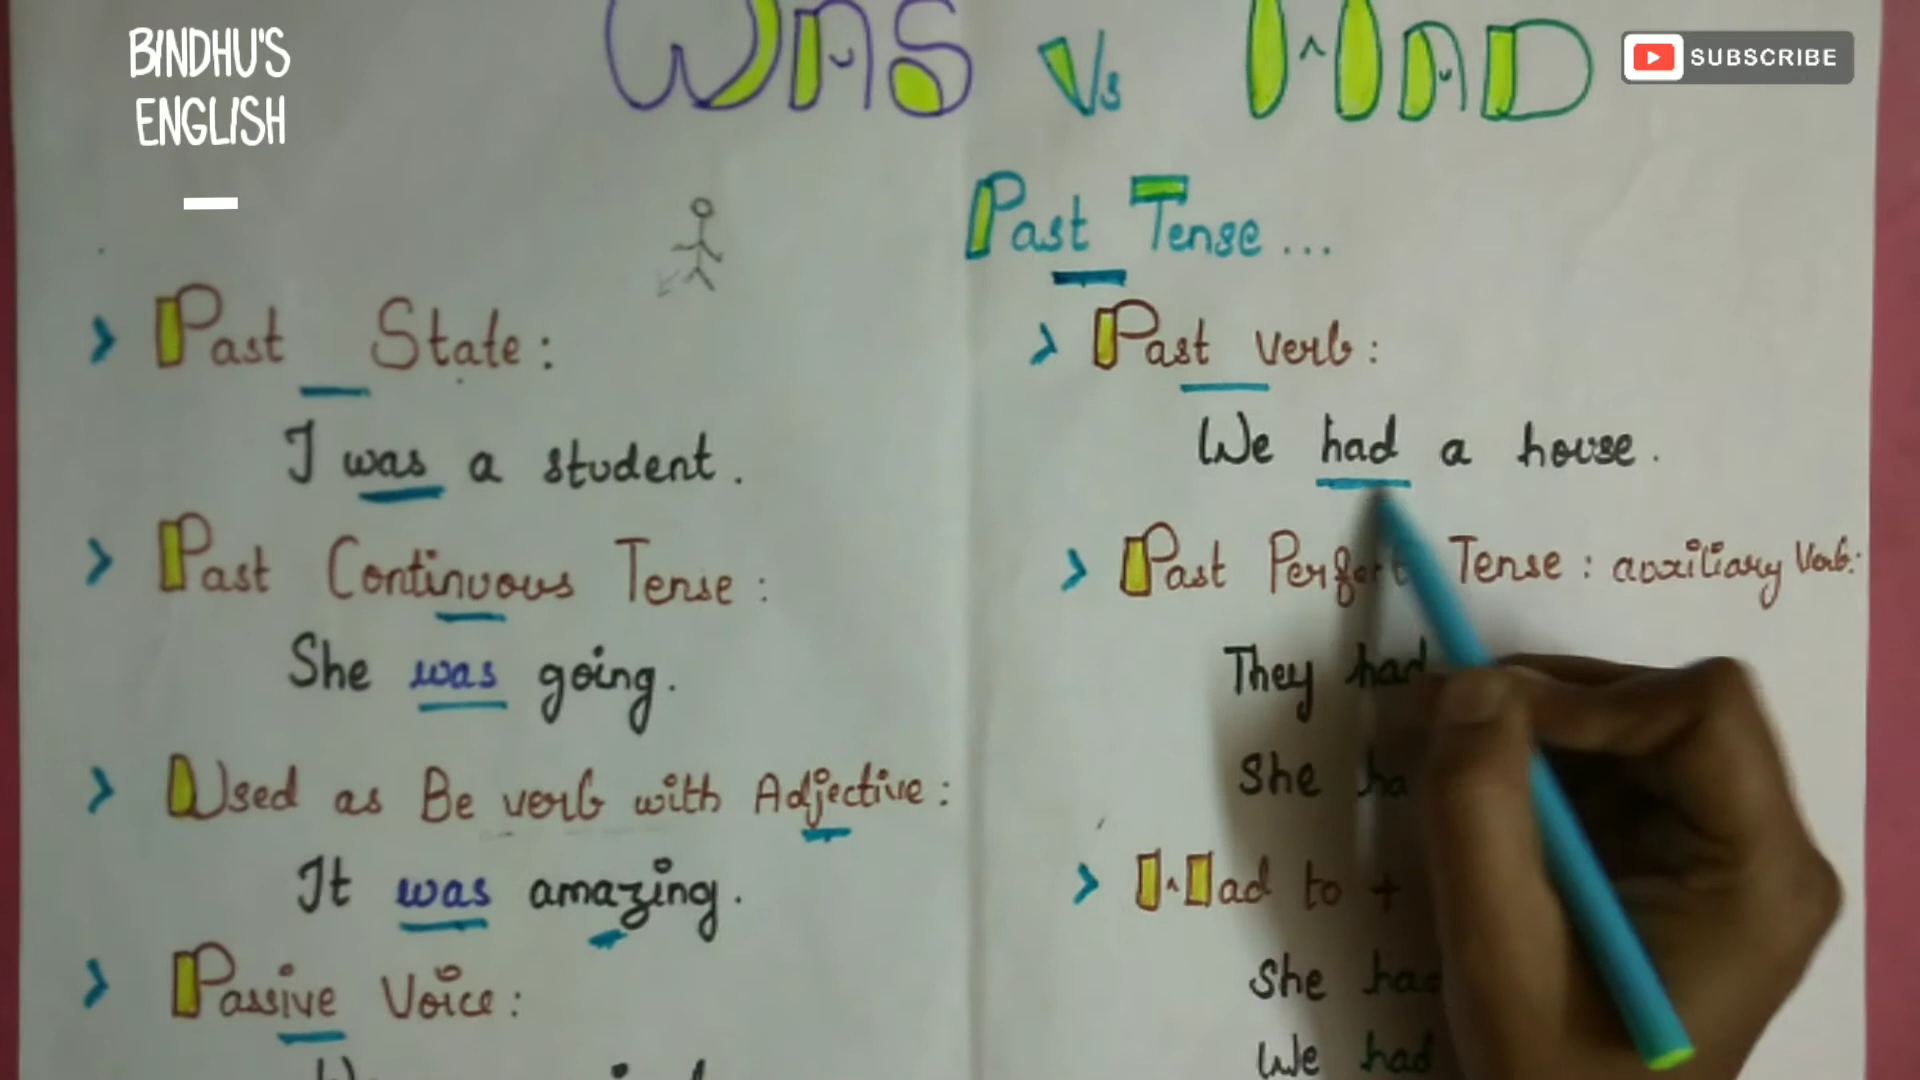 BINDHU'S
ENGLISH
SUBSCRIBE
WAS Vs HAD
Past Tense...
> Past State:
I was a student.
> Past Continuous Tense:
She was going.
> Used as Be verb with Adjective:
It was amazing.
> Passive Voice:
> Past Verb:
We had a house.
> Past Perfect Tense: auxiliary Verb:
They had
She
> Had to +
She
We had